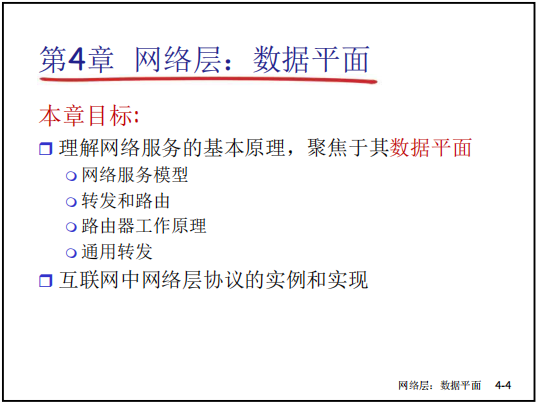 第4章 网络层：数据平面
本章目标:
理解网络服务的基本原理，聚焦于其数据平面
网络服务模型
转发和路由
路由器工作原理
通用转发
互联网中网络层协议的实例和实现
网络层：数据平面 4-4